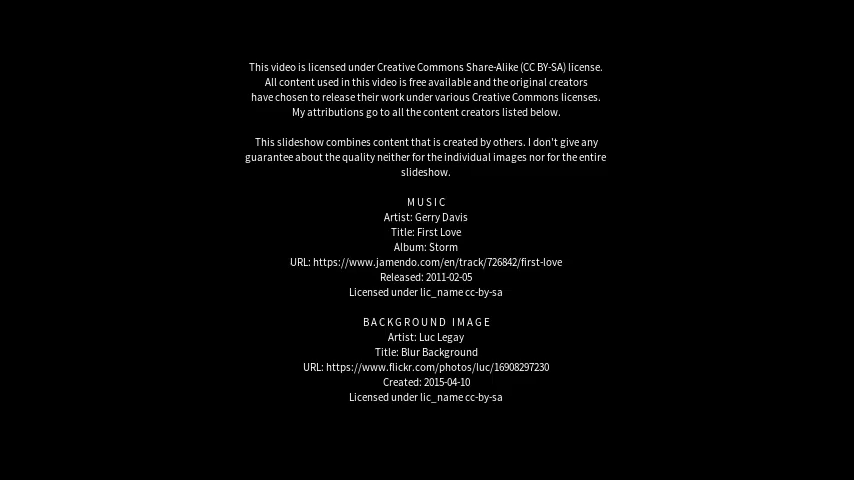 This video is licensed under Creative Commons Share-Alike (CC BY-SA) license.
All content used in this video is free available and the original creators
have chosen to release their work under various Creative Commons licenses.
My attributions go to all the content creators listed below.
This slideshow combines content that is created by others. I don't give any
guarantee about the quality neither for the individual images nor for the entire
slideshow.
MUSIC
Artist: Gerry Davis
Title: First Love
Album: Storm
URL: https://www.jamendo.com/en/track/726842/first-love
Released: 2011-02-05
Licensed under lic_name cc-by-sa
BACKGROUND IMAGE
Artist: Luc Legay
Title: Blur Background
URL: https://www.flickr.com/photos/luc/16908297230
Created: 2015-04-10
Licensed under lic_name cc-by-sa